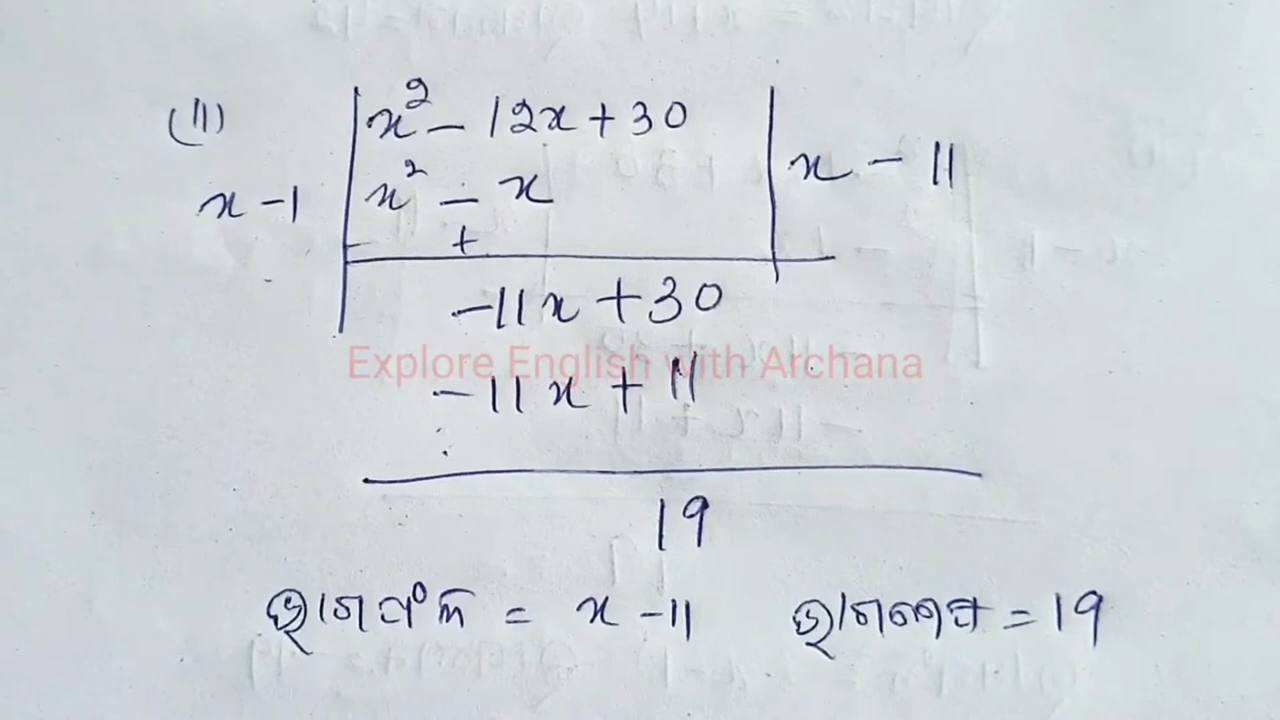 (11)
x² - 12x + 30
x - 1 x² - x x - 11
- +
-11x + 30
Explore English with Archana
-11x + 11
19
ଭାଗଫଳ = x - 11 ଭାଗଶେଷ = 19